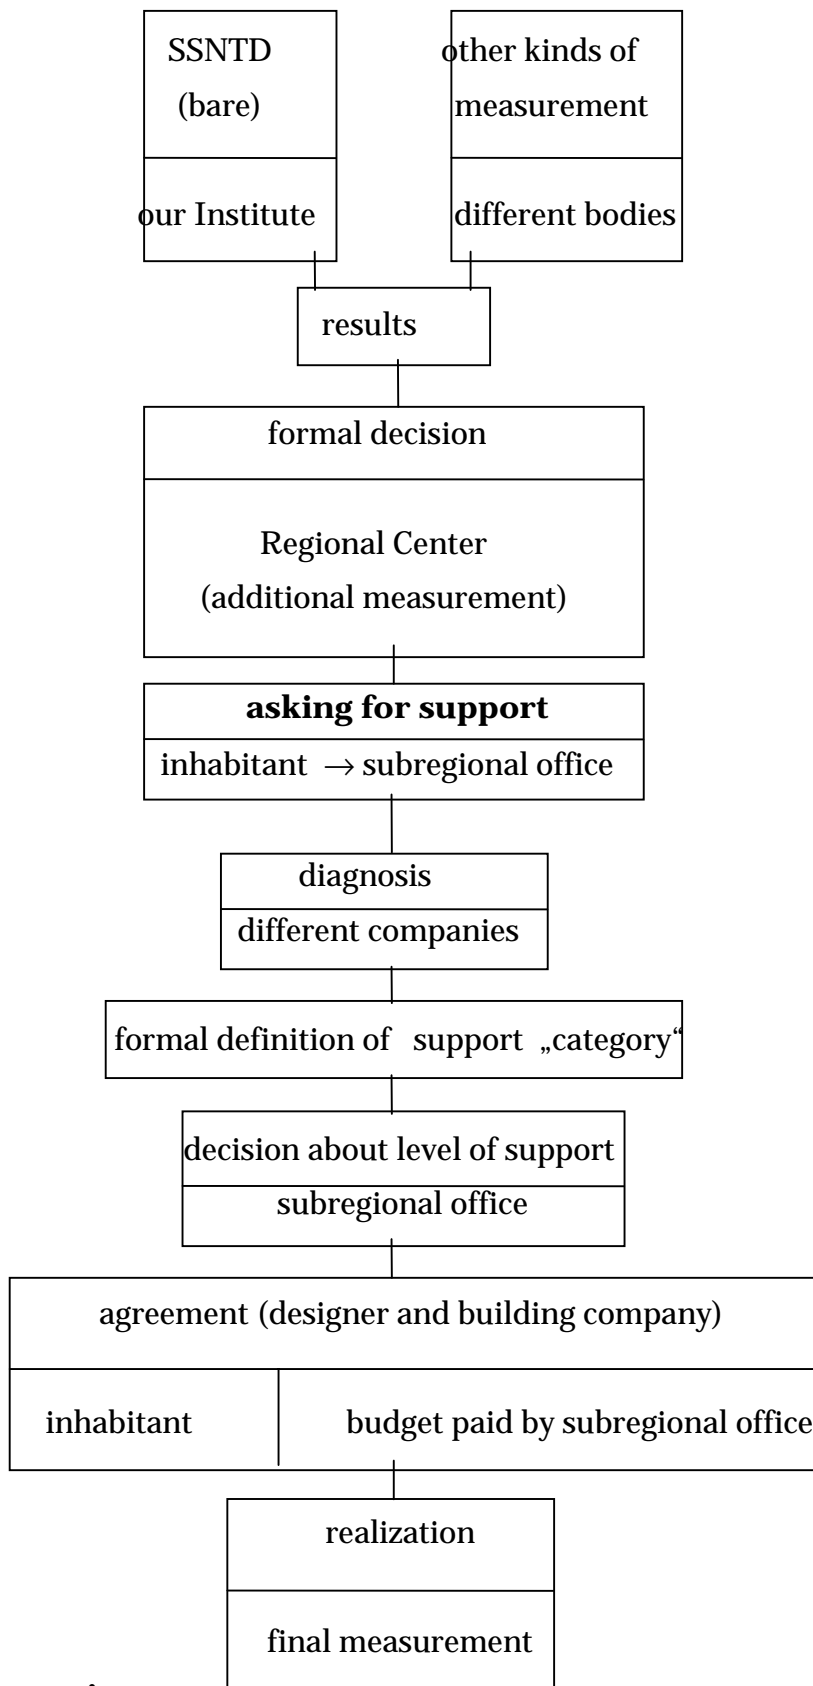 SSNTD
(bare)
our Institute
other kinds of
measurement
different bodies
results
formal decision
Regional Center
(additional measurement)
asking for support
inhabitant → subregional office
diagnosis
different companies
formal definition of support „category“
decision about level of support
subregional office
agreement (designer and building company)
inhabitant
budget paid by subregional office
realization
final measurement